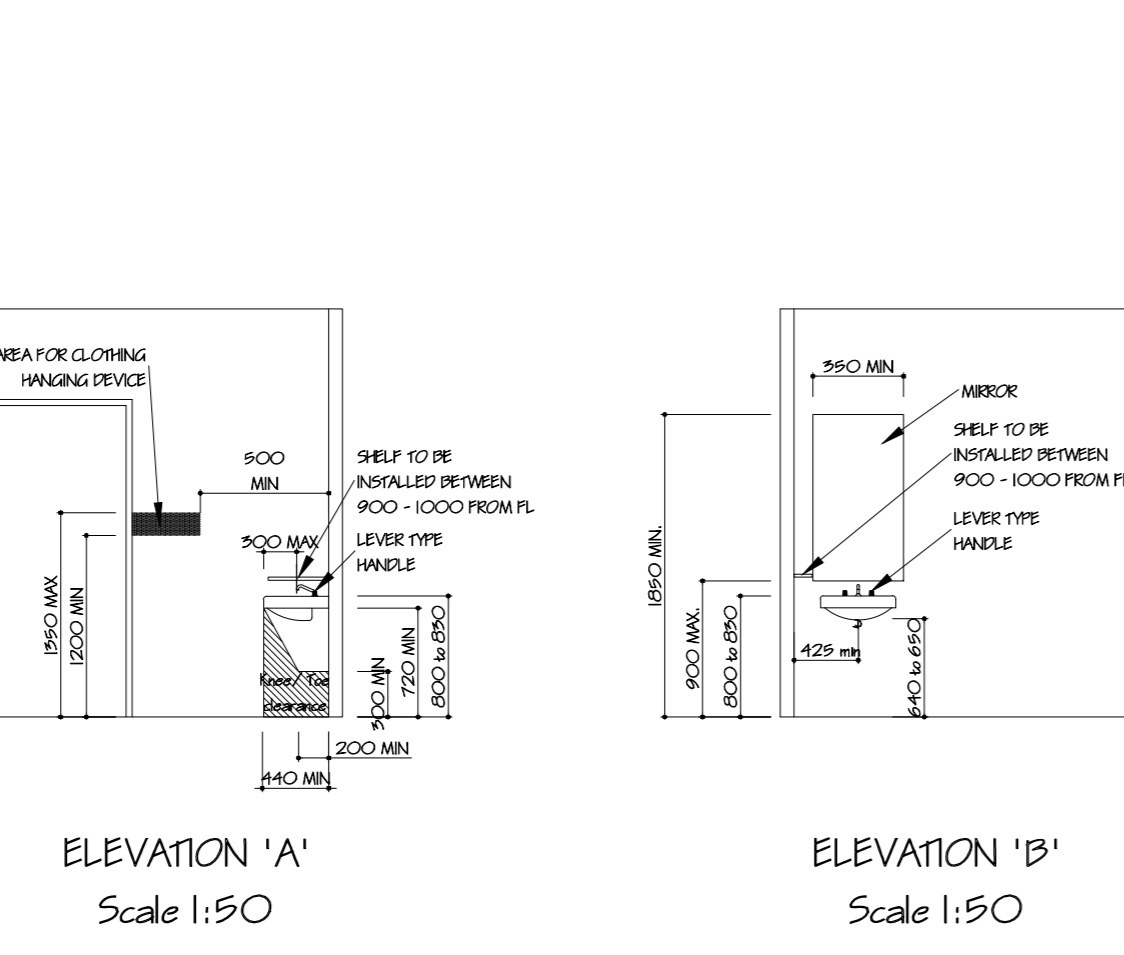 AREA FOR CLOTHING
HANGING DEVICE
500
MIN
SHELF TO BE
INSTALLED BETWEEN
900 - 1000 FROM FL
300 MAX
LEVER TYPE
HANDLE
1350 MAX
1200 MIN
Knee/ Toe
clearance
300 MIN
720 MIN
800 to 830
200 MIN
440 MIN
ELEVATION 'A'
Scale 1:50
350 MIN
MIRROR
SHELF TO BE
INSTALLED BETWEEN
900 - 1000 FROM FL
LEVER TYPE
HANDLE
1850 MIN.
900 MAX.
800 to 830
425 min
640 to 650
ELEVATION 'B'
Scale 1:50